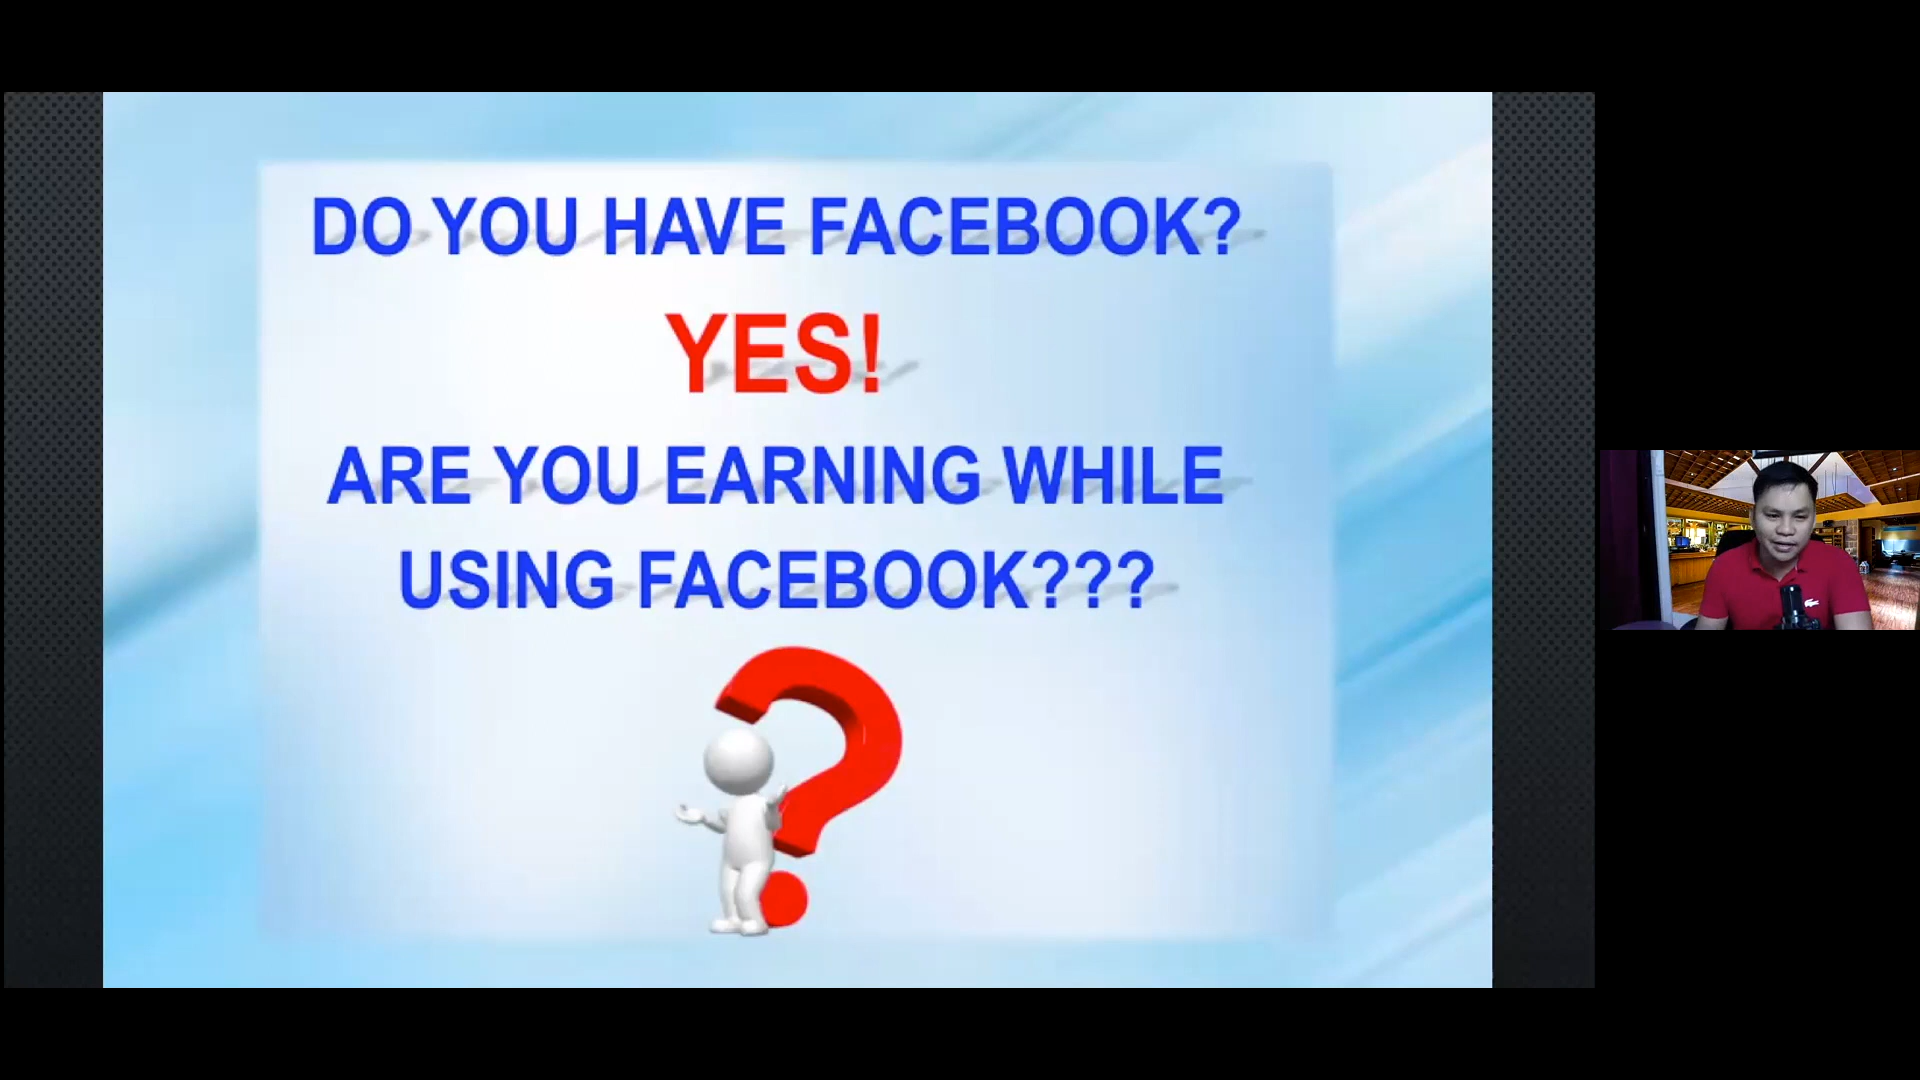 DO YOU HAVE FACEBOOK?
YES!
ARE YOU EARNING WHILE
USING FACEBOOK???